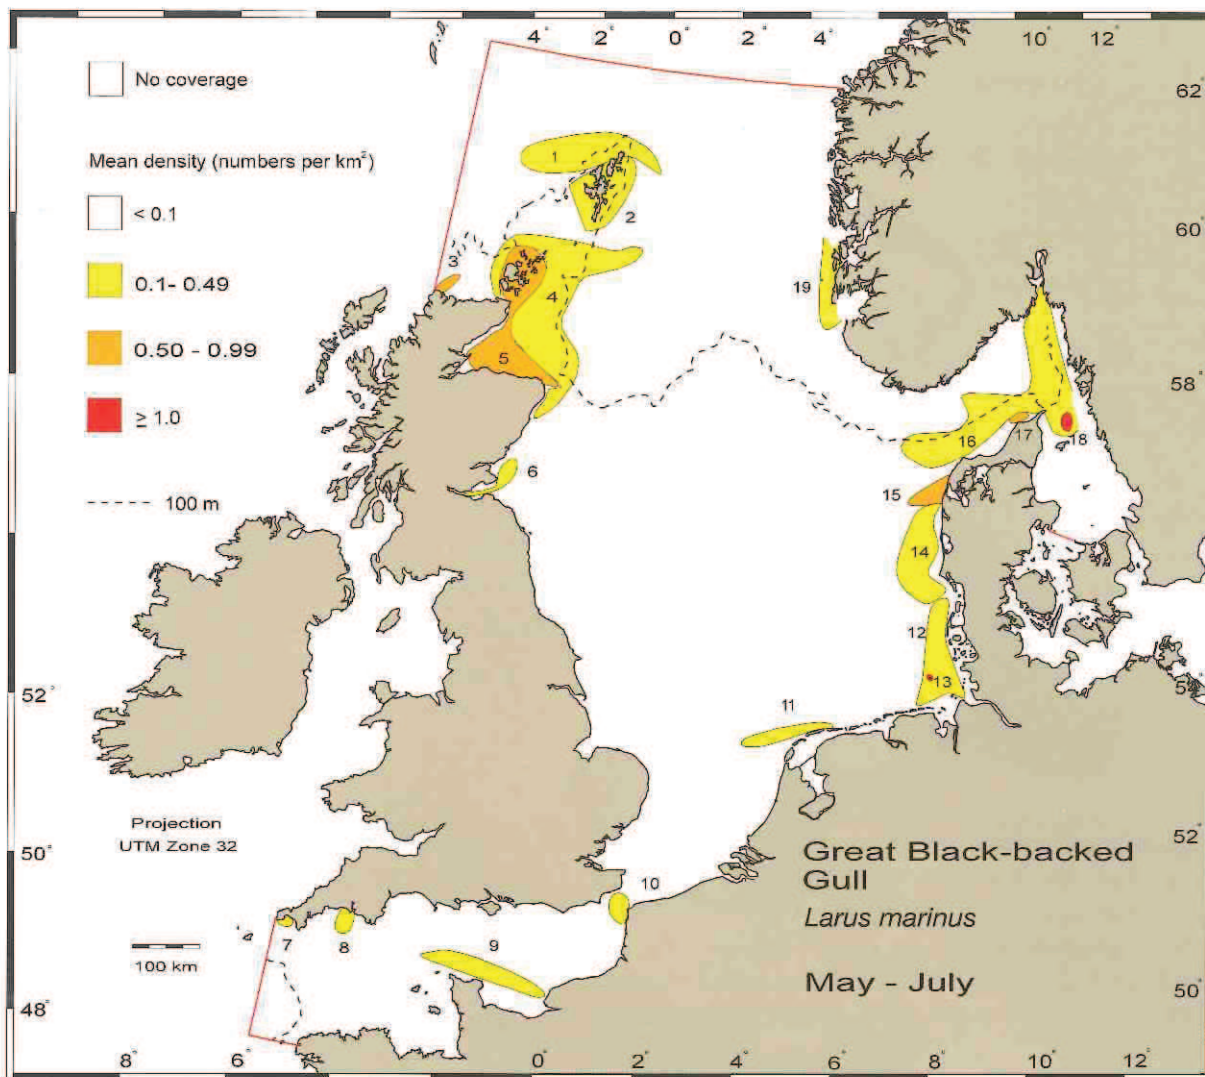 4° 2° 0° 2° 4° 10° 12°
No coverage
62°
Mean density (numbers per km²)
< 0.1
0.1- 0.49
0.50 - 0.99
≥ 1.0
100 m
1
2
60°
3
4
19
5
58°
16
17
18
6
15
14
12
13
52°
11
Projection
UTM Zone 32
50°
52°
Great Black-backed
Gull
Larus marinus
10
7
8
9
100 km
May - July
48°
50°
8° 6° 0° 2° 4° 6° 8° 10° 12°